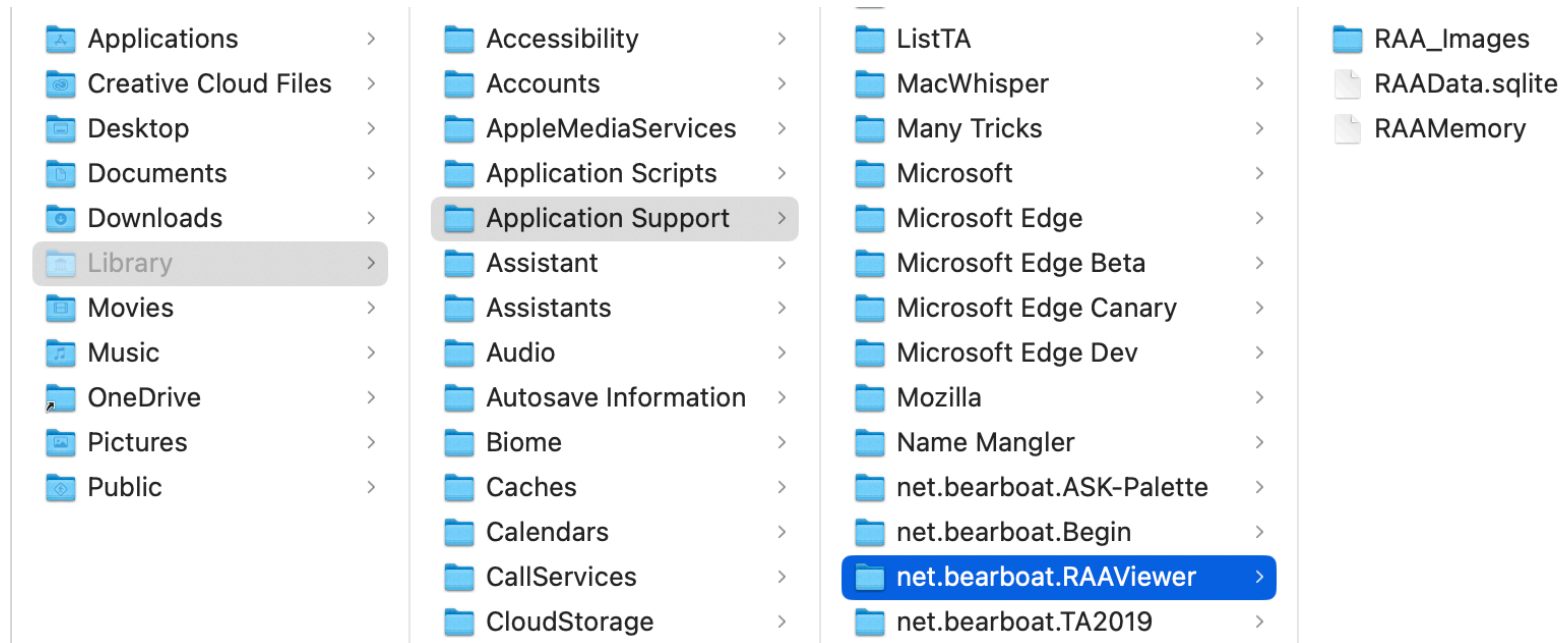 Applications
Creative Cloud Files
Desktop
Documents
Downloads
Library
Movies
Music
OneDrive
Pictures
Public
Accessibility
Accounts
AppleMediaServices
Application Scripts
Application Support
Assistant
Assistants
Audio
Autosave Information
Biome
Caches
Calendars
CallServices
CloudStorage
ListTA
MacWhisper
Many Tricks
Microsoft
Microsoft Edge
Microsoft Edge Beta
Microsoft Edge Canary
Microsoft Edge Dev
Mozilla
Name Mangler
net.bearboat.ASK-Palette
net.bearboat.Begin
net.bearboat.RAAViewer
net.bearboat.TA2019
RAA_Images
RAAData.sqlite
RAAMemory